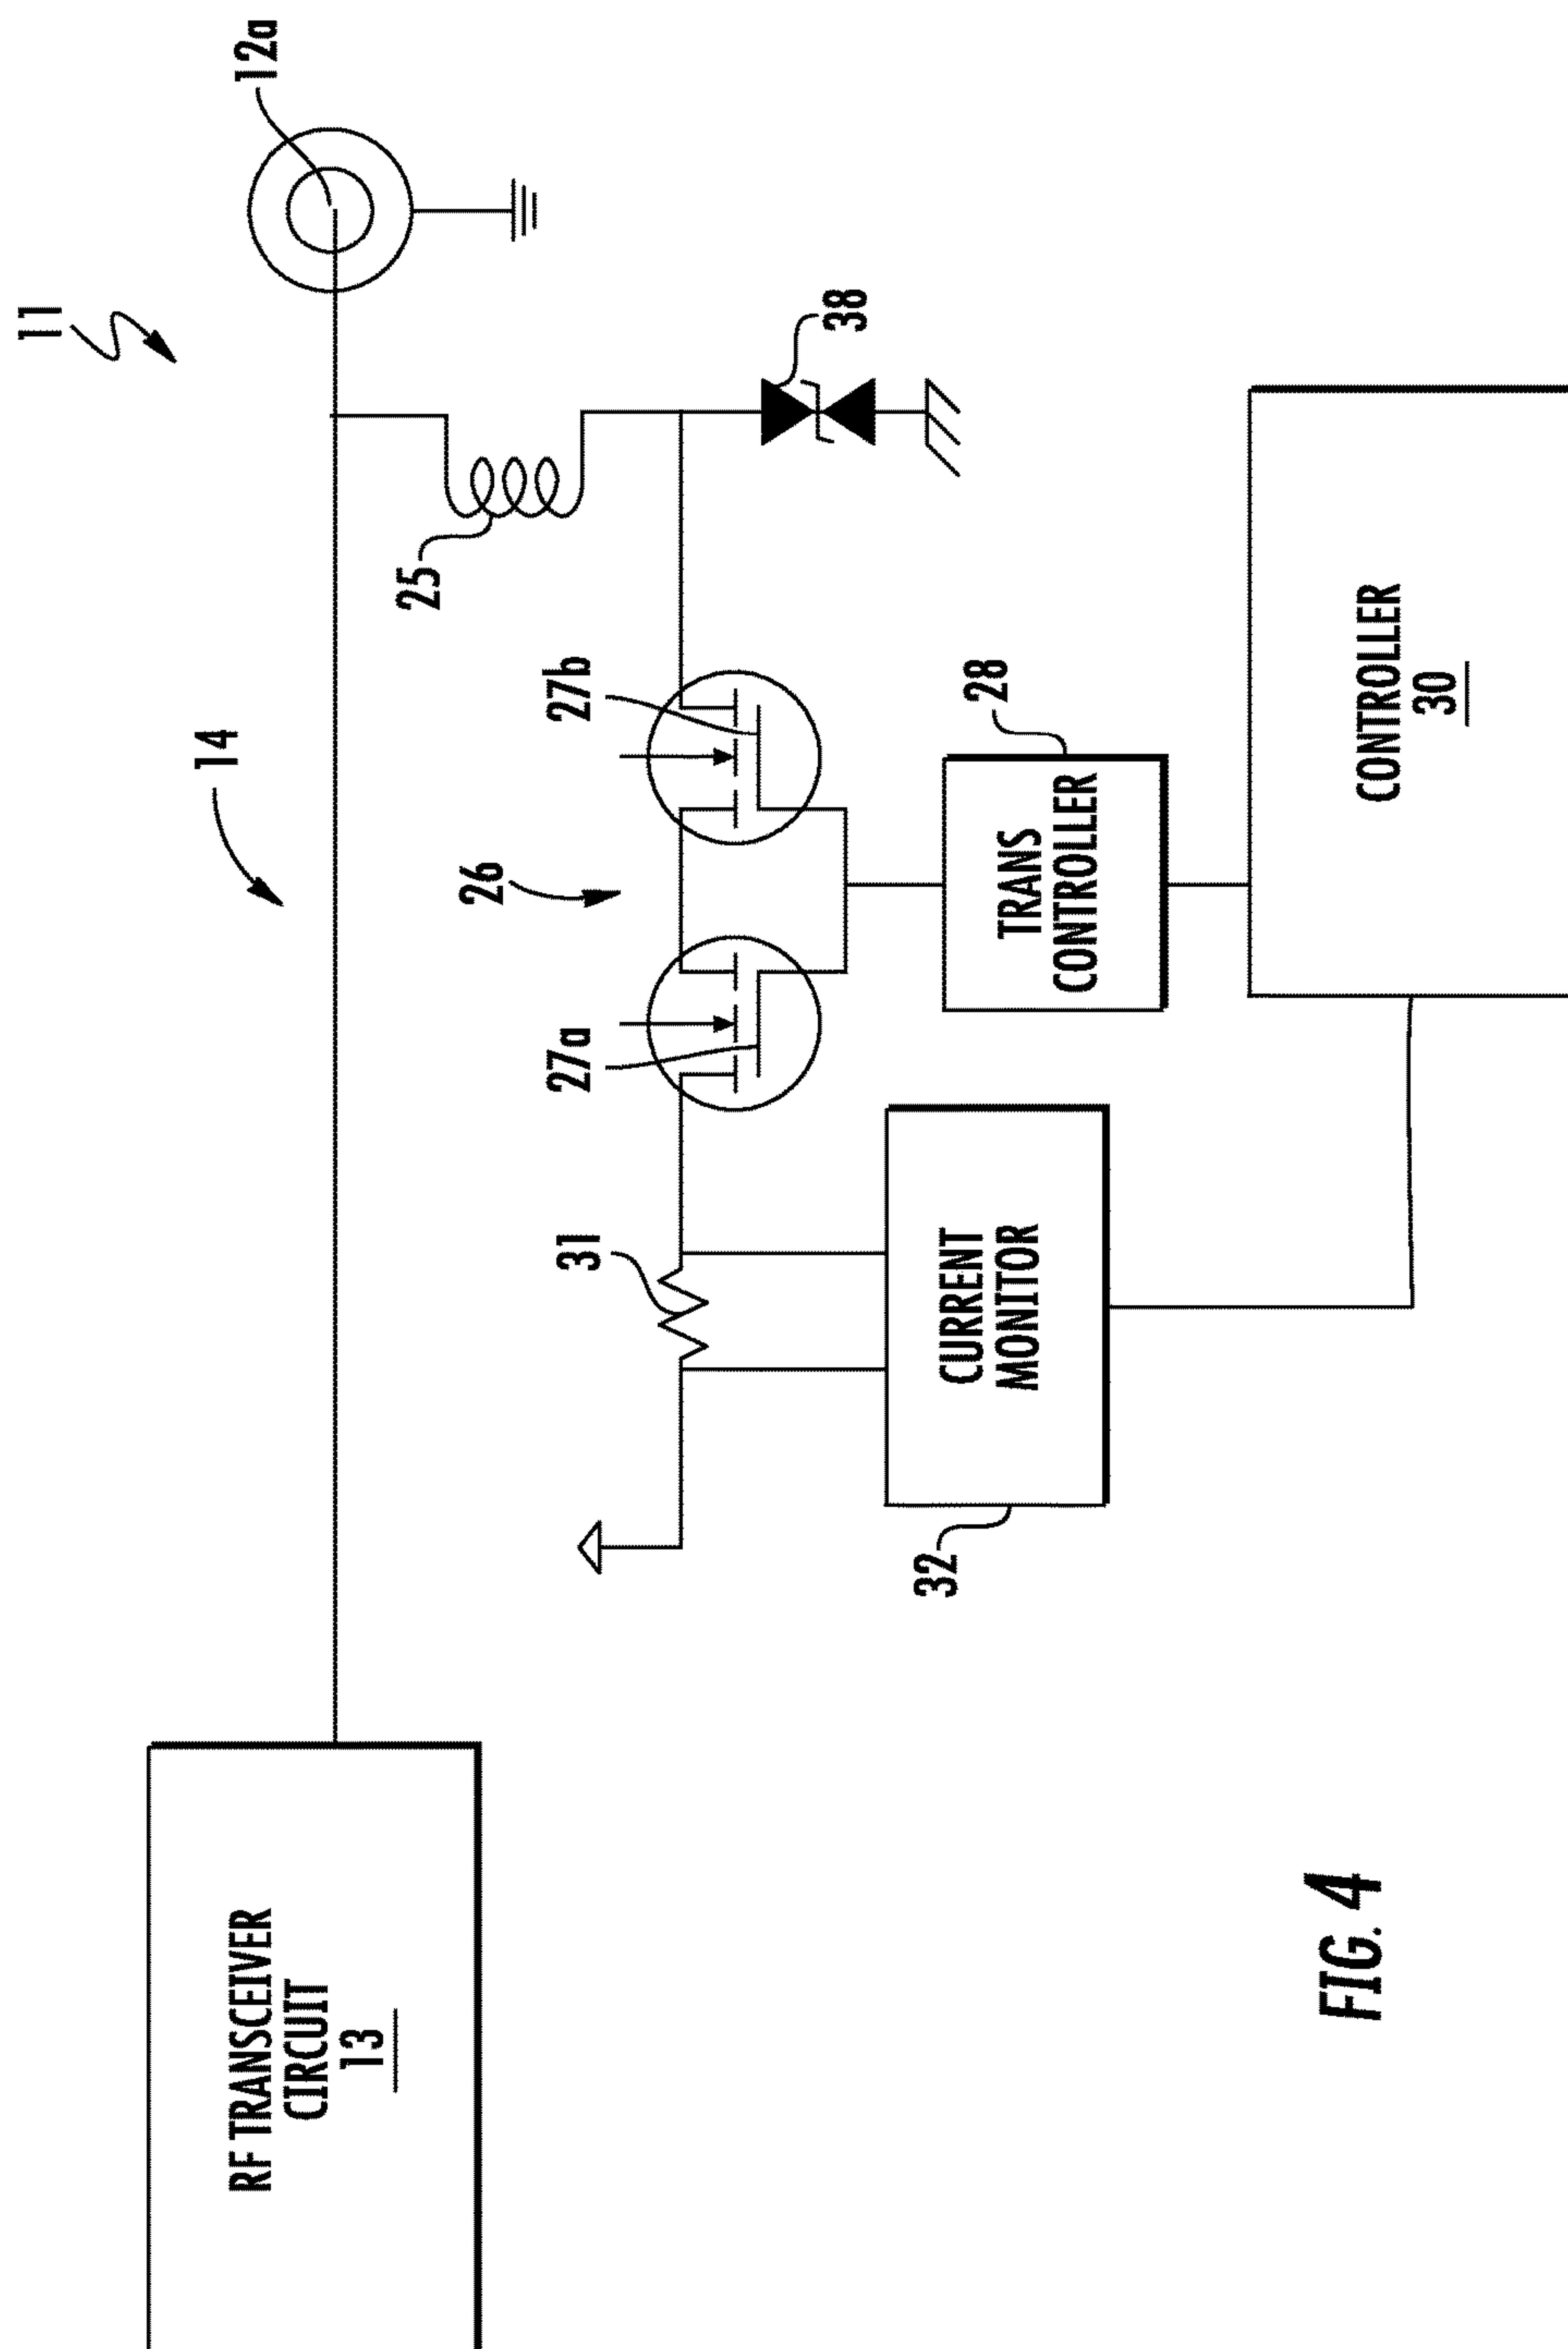 11
12a
14
RF TRANSCEIVER
CIRCUIT
13
25
26
27a
27b
31
38
28
TRANS
CONTROLLER
CURRENT
MONITOR
32
CONTROLLER
30
FIG. 4